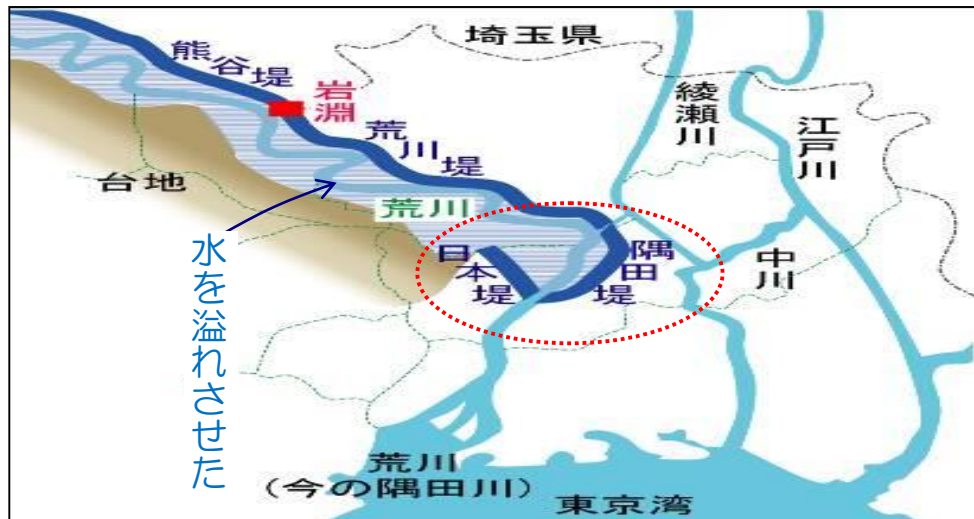 埼玉県
熊谷堤
岩淵
荒川堤
綾瀬川
江戸川
台地
荒川
水を溢れさせた
日本堤
隅田堤
中川
荒川
(今の隅田川)
東京湾